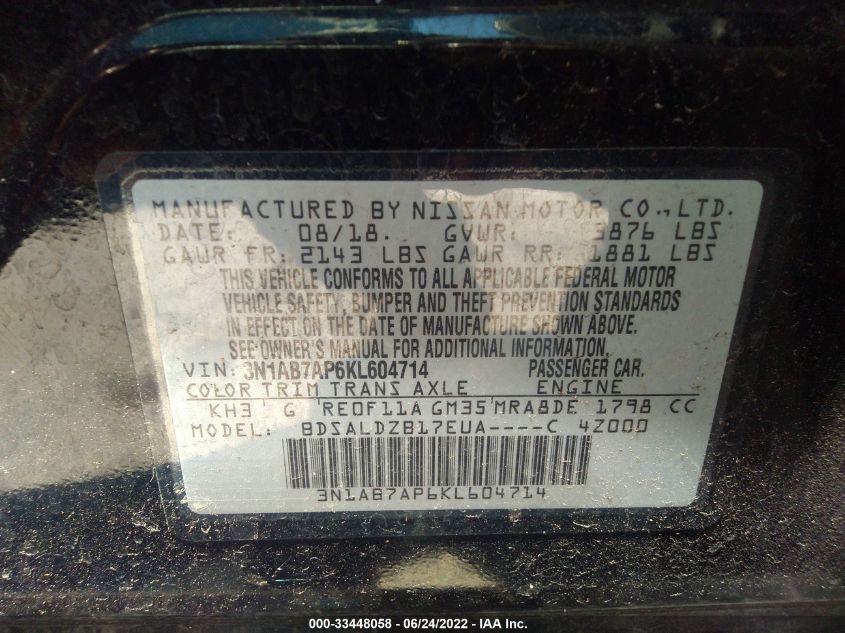 MANUFACTURED BY NISSAN MOTOR CO.,LTD.
DATE: 08/18. GVWR: 3876 LBS
GAWR FR: 2143 LBS GAWR RR: 1881 LBS
THIS VEHICLE CONFORMS TO ALL APPLICABLE FEDERAL MOTOR
VEHICLE SAFETY, BUMPER AND THEFT PREVENTION STANDARDS
IN EFFECT ON THE DATE OF MANUFACTURE SHOWN ABOVE.
SEE OWNER'S MANUAL FOR ADDITIONAL INFORMATION.
VIN: 3N1AB7AP6KL604714 PASSENGER CAR.
COLOR TRIM TRANS AXLE ENGINE
KH3 G RE0F11A GM35 MRA8DE 1798 CC
MODEL: BDSALDZB17EUA----C 4Z000
3N1AB7AP6KL604714
000-33448058 - 06/24/2022 - IAA Inc.